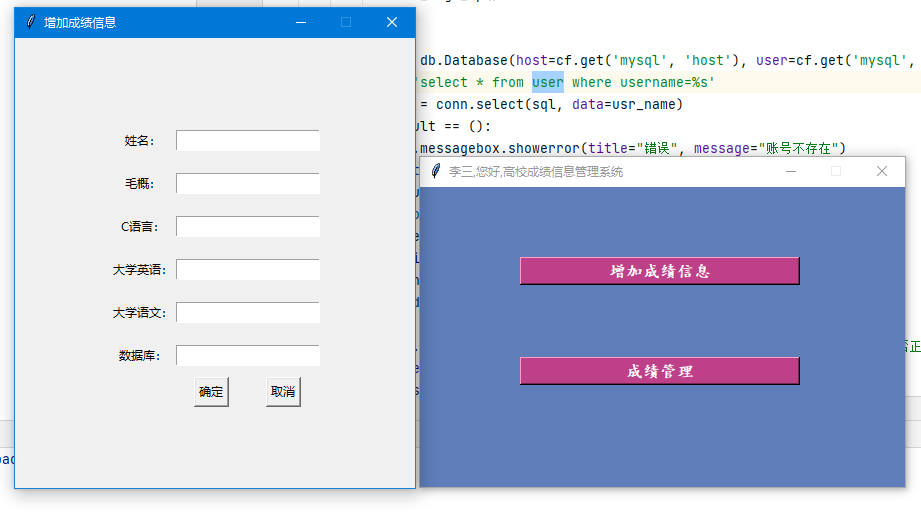 增加成绩信息
姓名:
毛概:
C语言:
大学英语:
大学语文:
数据库:
确定
取消
db.Database(host=cf.get('mysql', 'host'), user=cf.get('mysql',
'select * from user where username=%s'
= conn.select(sql, data=usr_name)
ult == ():
.messagebox.showerror(title="错误", message="账号不存在")
李三,您好,高校成绩信息管理系统
增加成绩信息
成绩管理